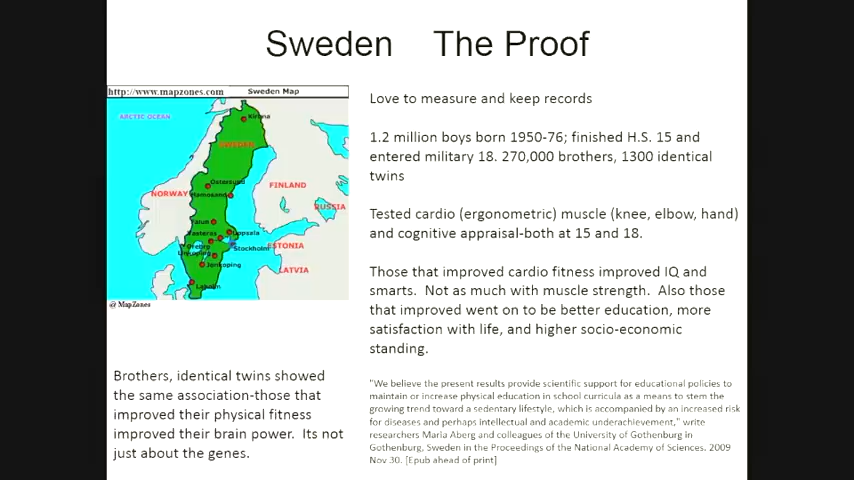 Sweden The Proof
http://www.mapzones.com Sweden Map
ARCTIC OCEAN
Kiruna
SWEDEN
Ostersund
FINLAND
NORWAY
Harnosand
RUSSIA
Falun
Vasteras
Uppsala
Orebro
Stockholm
ESTONIA
Linkoping
Jonkoping
LATVIA
Laholm
@ MapZones
Love to measure and keep records
1.2 million boys born 1950-76; finished H.S. 15 and
entered military 18. 270,000 brothers, 1300 identical
twins
Tested cardio (ergonometric) muscle (knee, elbow, hand)
and cognitive appraisal-both at 15 and 18.
Those that improved cardio fitness improved IQ and
smarts. Not as much with muscle strength. Also those
that improved went on to be better education, more
satisfaction with life, and higher socio-economic
standing.
Brothers, identical twins showed
the same association-those that
improved their physical fitness
improved their brain power. Its not
just about the genes.
"We believe the present results provide scientific support for educational policies to
maintain or increase physical education in school curricula as a means to stem the
growing trend toward a sedentary lifestyle, which is accompanied by an increased risk
for diseases and perhaps intellectual and academic underachievement," write
researchers Maria Aberg and colleagues of the University of Gothenburg in
Gothenburg, Sweden in the Proceedings of the National Academy of Sciences. 2009
Nov 30. [Epub ahead of print]